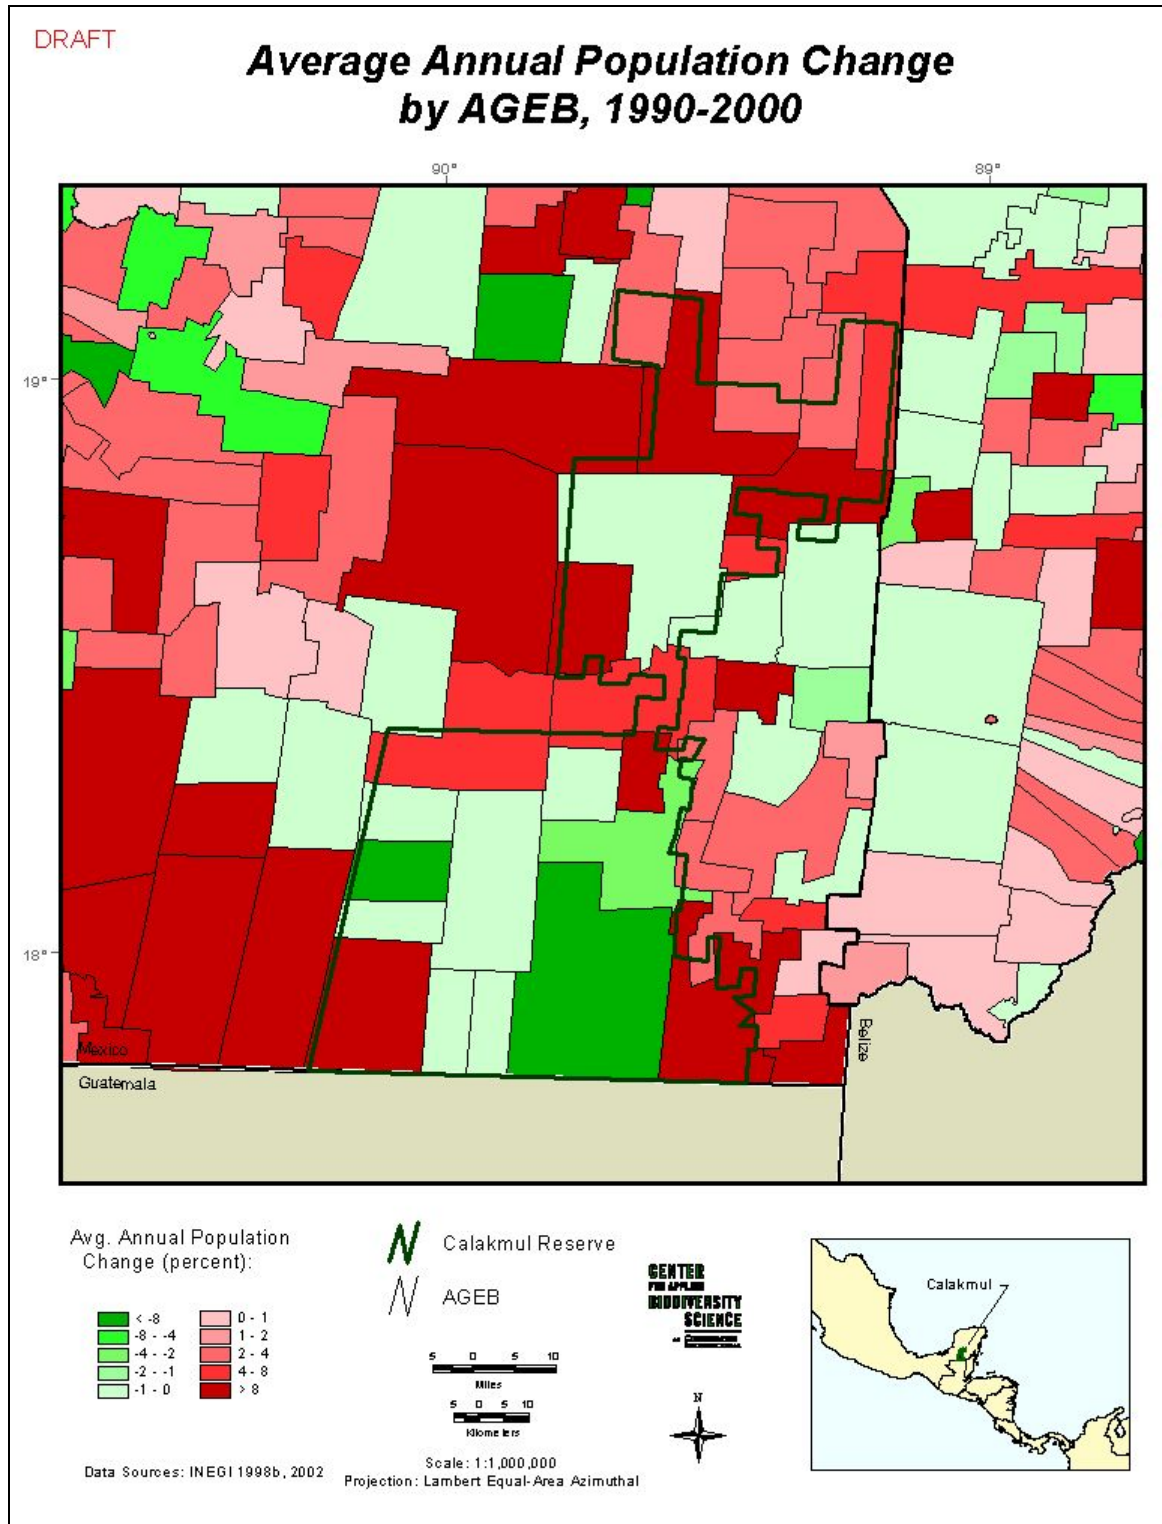 DRAFT
Average Annual Population Change
by AGEB, 1990-2000
90°
89°
19°
18°
Mexico
Guatemala
Belize
Avg. Annual Population
Change (percent):
< -8
-8 - -4
-4 - -2
-2 - -1
-1 - 0
0 - 1
1 - 2
2 - 4
4 - 8
> 8
Calakmul Reserve
AGEB
5 0 5 10
Miles
5 0 5 10
Kilometers
Scale: 1:1,000,000
Projection: Lambert Equal-Area Azimuthal
CENTER
FOR APPLIED
BIODIVERSITY
SCIENCE
N
Calakmul
Data Sources: INEGI 1998b, 2002